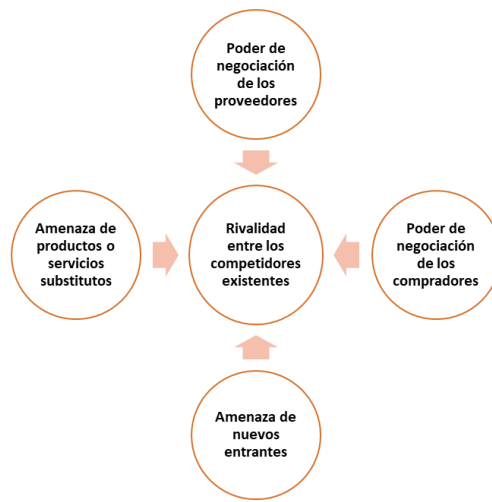 Poder de
negociación
de los
proveedores
Amenaza de
productos o
servicios
substitutos
Rivalidad
entre los
competidores
existentes
Poder de
negociación
de los
compradores
Amenaza de
nuevos
entrantes